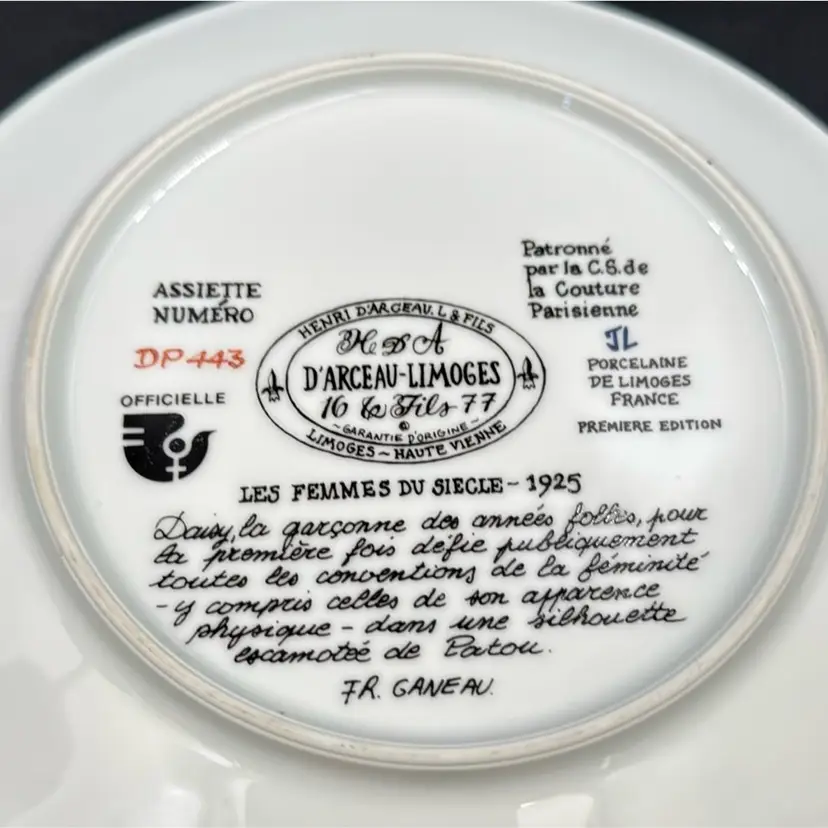 Patronné
par la C.S. de
la Couture
Parisienne
ASSIETTE
NUMÉRO
DP 443
OFFICIELLE
HENRI D'ARCEAU. L & FILS
H D A
D'ARCEAU-LIMOGES
16 & Fils 77
©
~GARANTIE D'ORIGINE~
LIMOGES ~ HAUTE VIENNE
JL
PORCELAINE
DE LIMOGES
FRANCE
PREMIERE EDITION
LES FEMMES DU SIECLE - 1925
Daisy, la garçonne des années folles, pour
la première fois défie publiquement
toutes les conventions de la féminité
- y compris celles de son apparence
physique - dans une silhouette
escamotée de Patou.
FR. GANEAU.